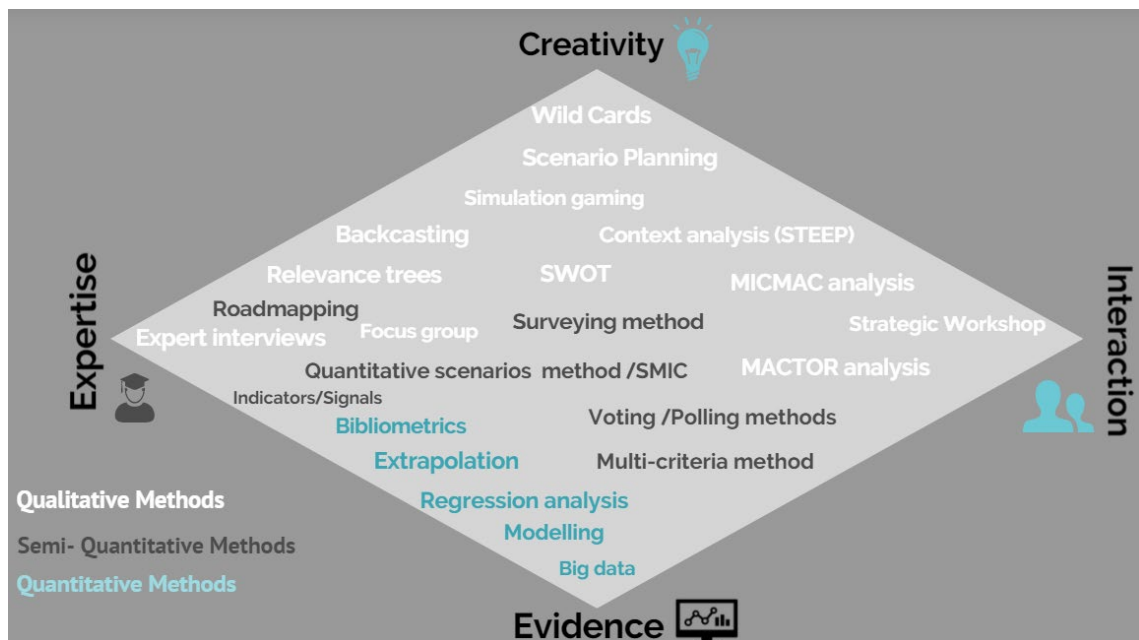 Creativity
Wild Cards
Scenario Planning
Simulation gaming
Backcasting
Context analysis (STEEP)
Relevance trees
SWOT
MICMAC analysis
Roadmapping
Surveying method
Strategic Workshop
Expert interviews
Focus group
Quantitative scenarios method /SMIC
MACTOR analysis
Indicators/Signals
Bibliometrics
Voting /Polling methods
Extrapolation
Multi-criteria method
Regression analysis
Modelling
Big data
Expertise
Interaction
Evidence
Qualitative Methods
Semi- Quantitative Methods
Quantitative Methods